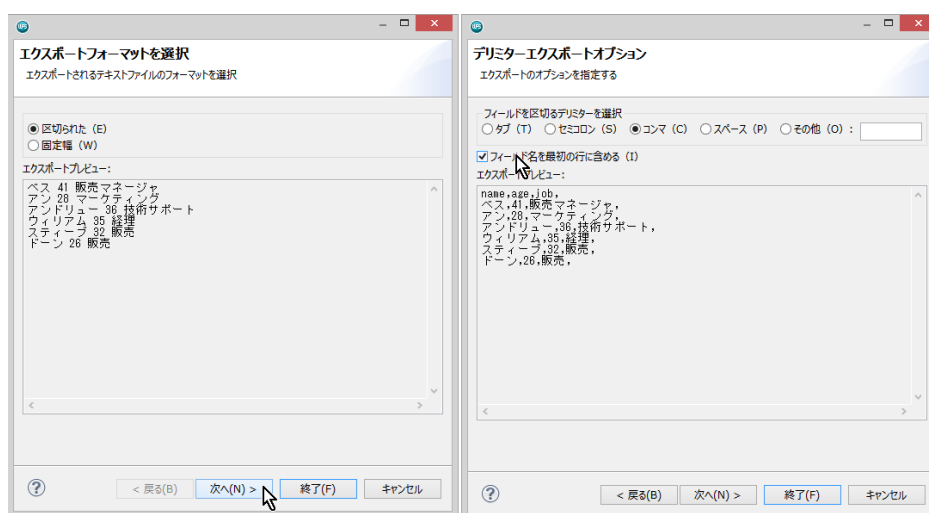 エクスポートフォーマットを選択
エクスポートされるテキストファイルのフォーマットを選択
区切られた (E)
固定幅 (W)
エクスポートプレビュー:
ベス 41 販売マネージャ
アン 28 マーケティング
アンドリュー 36 技術サポート
ウィリアム 35 経理
スティーブ 32 販売
ドーン 26 販売
< 戻る(B) 次へ(N) > 終了(F) キャンセル
デリミターエクスポートオプション
エクスポートのオプションを指定する
フィールドを区切るデリミターを選択
タブ (T) セミコロン (S) コンマ (C) スペース (P) その他 (O) :
フィールド名を最初の行に含める (I)
エクスポートプレビュー:
name,age,job,
ベス,41,販売マネージャ,
アン,28,マーケティング,
アンドリュー,36,技術サポート,
ウィリアム,35,経理,
スティーブ,32,販売,
ドーン,26,販売,
< 戻る(B) 次へ(N) > 終了(F) キャンセル